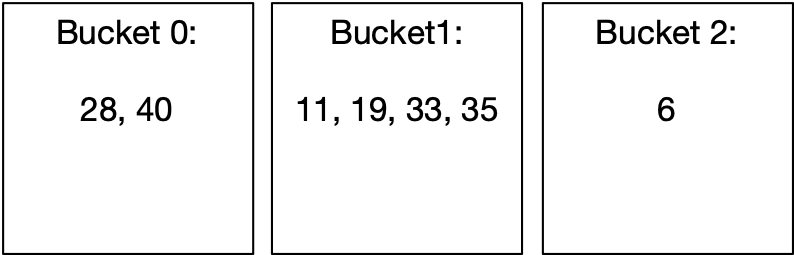 Bucket 0:
28, 40
Bucket1:
11, 19, 33, 35
Bucket 2:
6